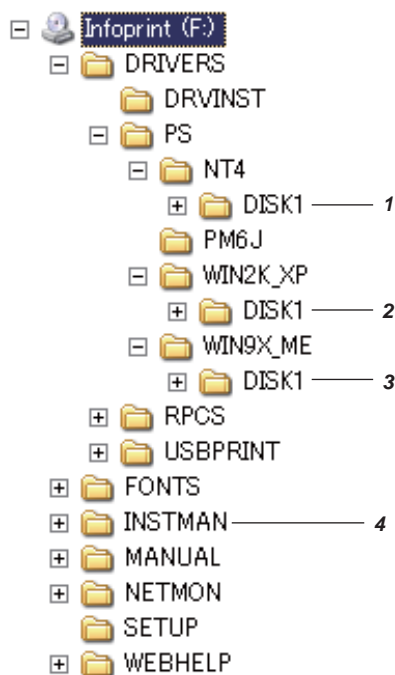 Infoprint (F:)
DRIVERS
DRVINST
PS
NT4
DISK1 1
PM6J
WIN2K_XP
DISK1 2
WIN9X_ME
DISK1 3
RPCS
USBPRINT
FONTS
INSTMAN 4
MANUAL
NETMON
SETUP
WEBHELP